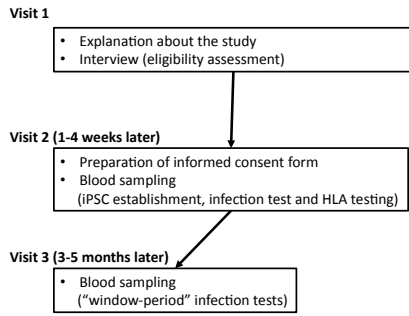 Visit 1
• Explanation about the study
• Interview (eligibility assessment)
Visit 2 (1-4 weeks later)
• Preparation of informed consent form
• Blood sampling
(iPSC establishment, infection test and HLA testing)
Visit 3 (3-5 months later)
• Blood sampling
(“window-period” infection tests)